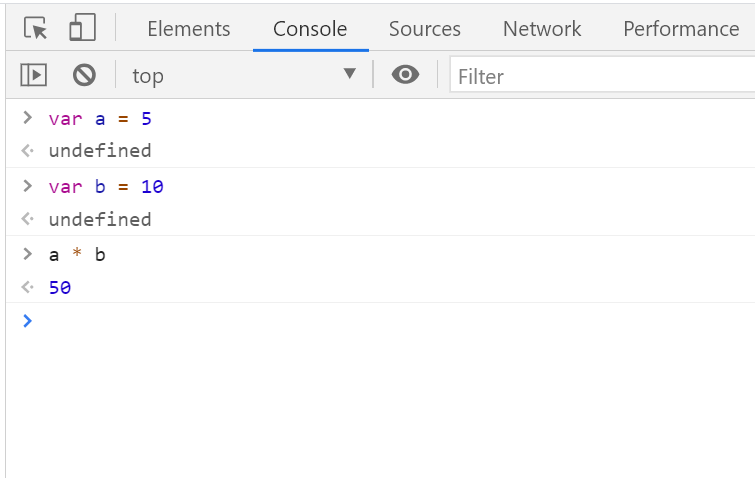 Elements Console Sources Network Performance
top Filter
var a = 5
undefined
var b = 10
undefined
a * b
50